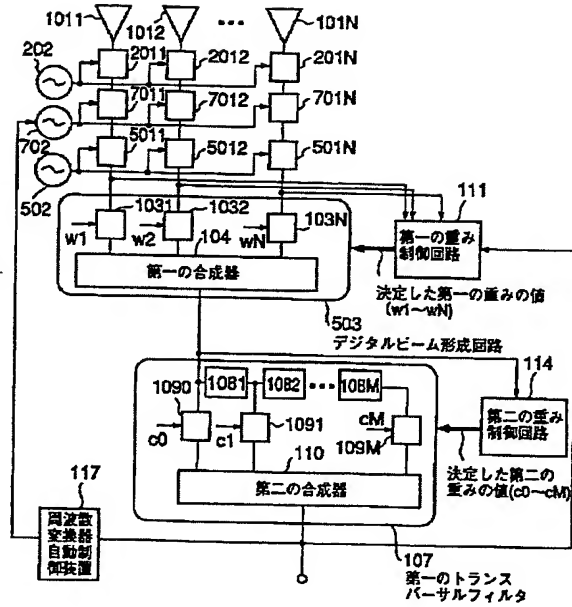 1011
1012
•••
101N
202
2011
2012
201N
7011
7012
701N
702
5011
5012
501N
502
1031
1032
103N
111
w1
w2
wN
104
第一の合成器
第一の重み
制御回路
決定した第一の重みの値
(w1~wN)
503
デジタルビーム形成回路
114
1081
1082
•••
108M
1090
1091
cM
109M
c0
c1
110
第二の重み
制御回路
第二の合成器
決定した第二の
重みの値(c0~cM)
117
周波数
変換器
自動制
御装置
107
第一のトランス
バーサルフィルタ